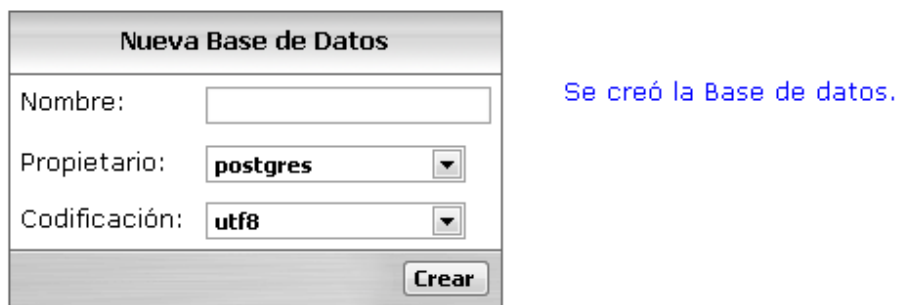 Nueva Base de Datos
Nombre:
Se creó la Base de datos.
Propietario: postgres
Codificación: utf8
Crear